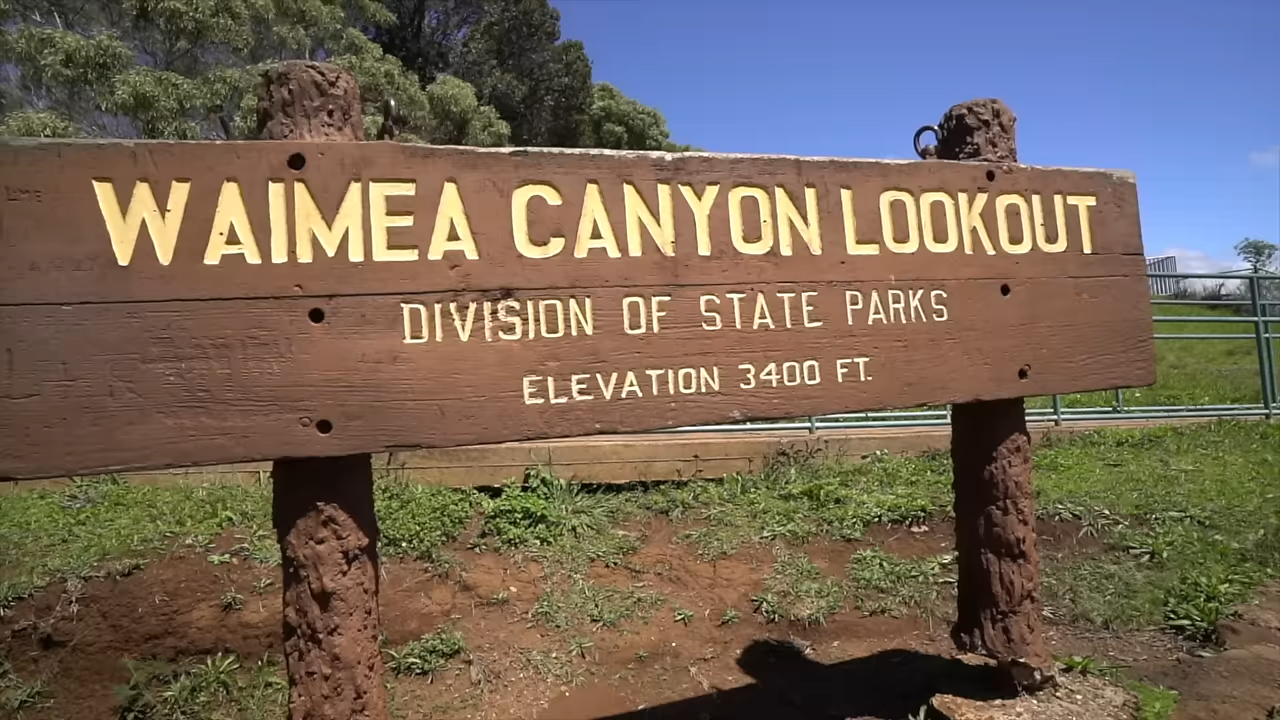 WAIMEA CANYON LOOKOUT
DIVISION OF STATE PARKS
ELEVATION 3400 FT.